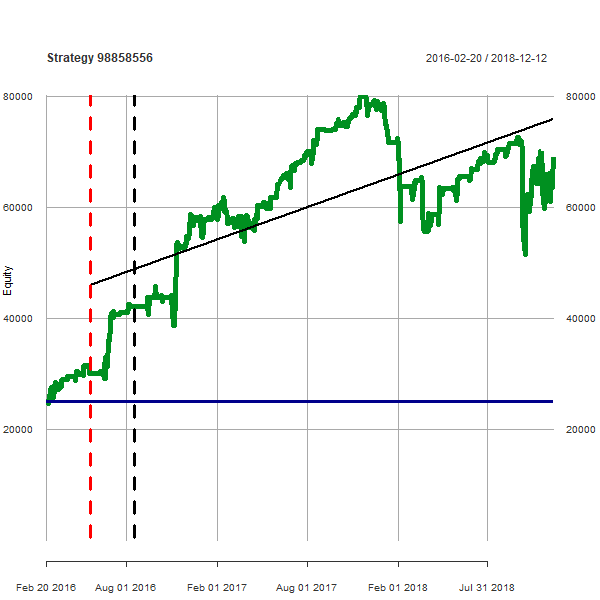 Strategy 98858556
2016-02-20 / 2018-12-12
80000
80000
60000
60000
Equity
40000
40000
20000
20000
Feb 20 2016
Aug 01 2016
Feb 01 2017
Aug 01 2017
Feb 01 2018
Jul 31 2018